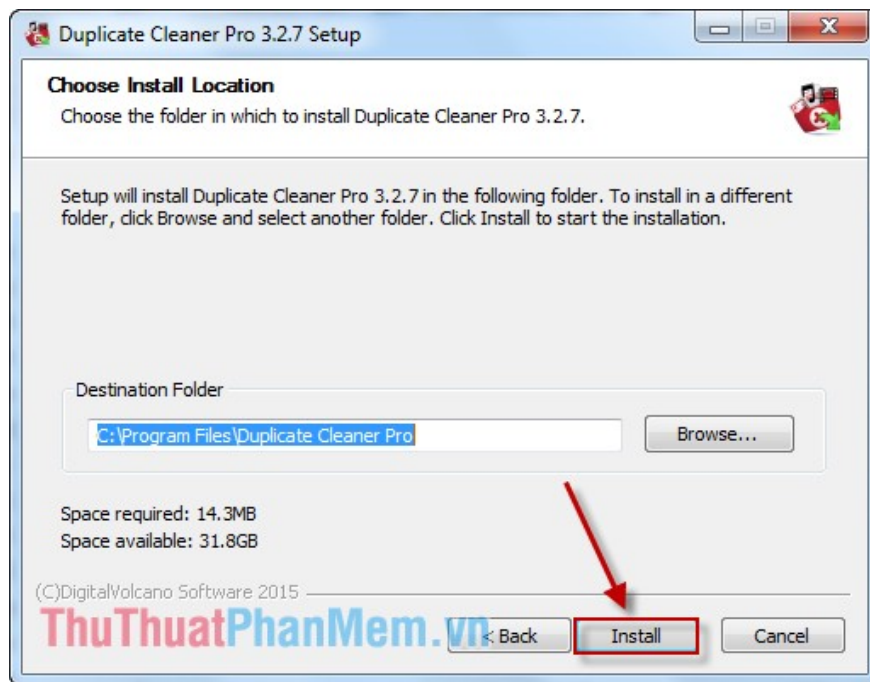 Duplicate Cleaner Pro 3.2.7 Setup
Choose Install Location
Choose the folder in which to install Duplicate Cleaner Pro 3.2.7.
Setup will install Duplicate Cleaner Pro 3.2.7 in the following folder. To install in a different
folder, click Browse and select another folder. Click Install to start the installation.
Destination Folder
C:\Program Files\Duplicate Cleaner Pro
Browse...
Space required: 14.3MB
Space available: 31.8GB
(C)DigitalVolcano Software 2015
ThuThuatPhanMem.vn
< Back Install Cancel